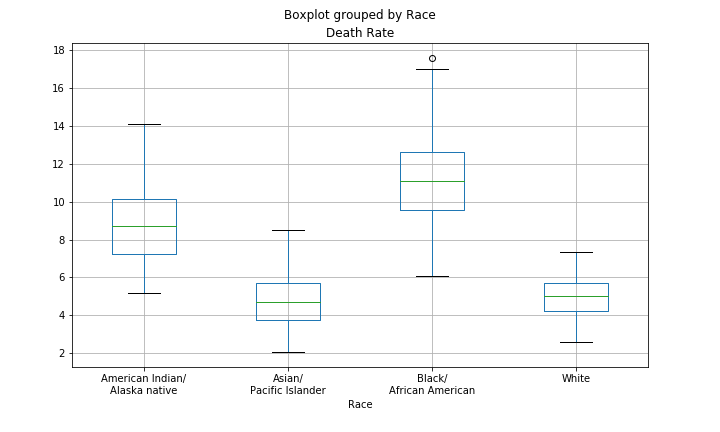 Boxplot grouped by Race
Death Rate
18
16
14
12
10
8
6
4
2
American Indian/
Alaska native
Asian/
Pacific Islander
Black/
African American
White
Race